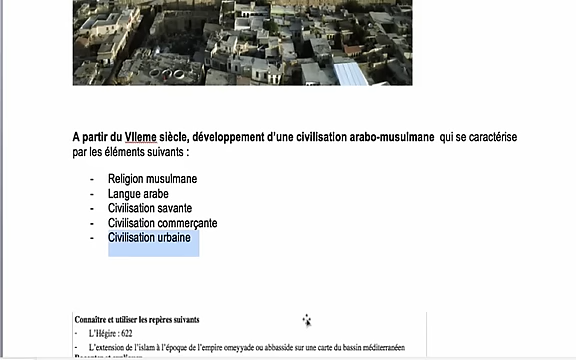 A partir du VIIeme siècle, développement d'une civilisation arabo-musulmane qui se caractérise
par les éléments suivants :
- Religion musulmane
- Langue arabe
- Civilisation savante
- Civilisation commerçante
- Civilisation urbaine
Connaître et utiliser les repères suivants
- L'Hégire : 622
- L'extension de l'islam à l'époque de l'empire omeyyade ou abbasside sur une carte du bassin méditerranéen